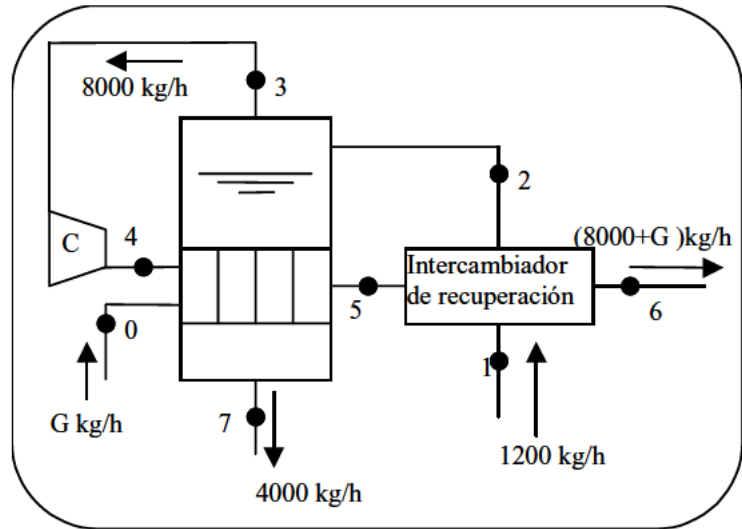 3
8000 kg/h
2
C
4
(8000+G )kg/h
Intercambiador
de recuperación
5
6
0
1
G kg/h
7
1200 kg/h
4000 kg/h